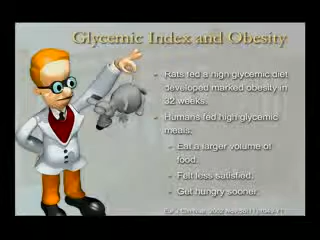 Glycemic Index and Obesity
- Rats fed a high glycemic diet
developed marked obesity in
32 weeks.
- Humans fed high glycemic
meals:
- Eat a larger volume of
food.
- Felt less satisfied.
- Get hungry sooner.